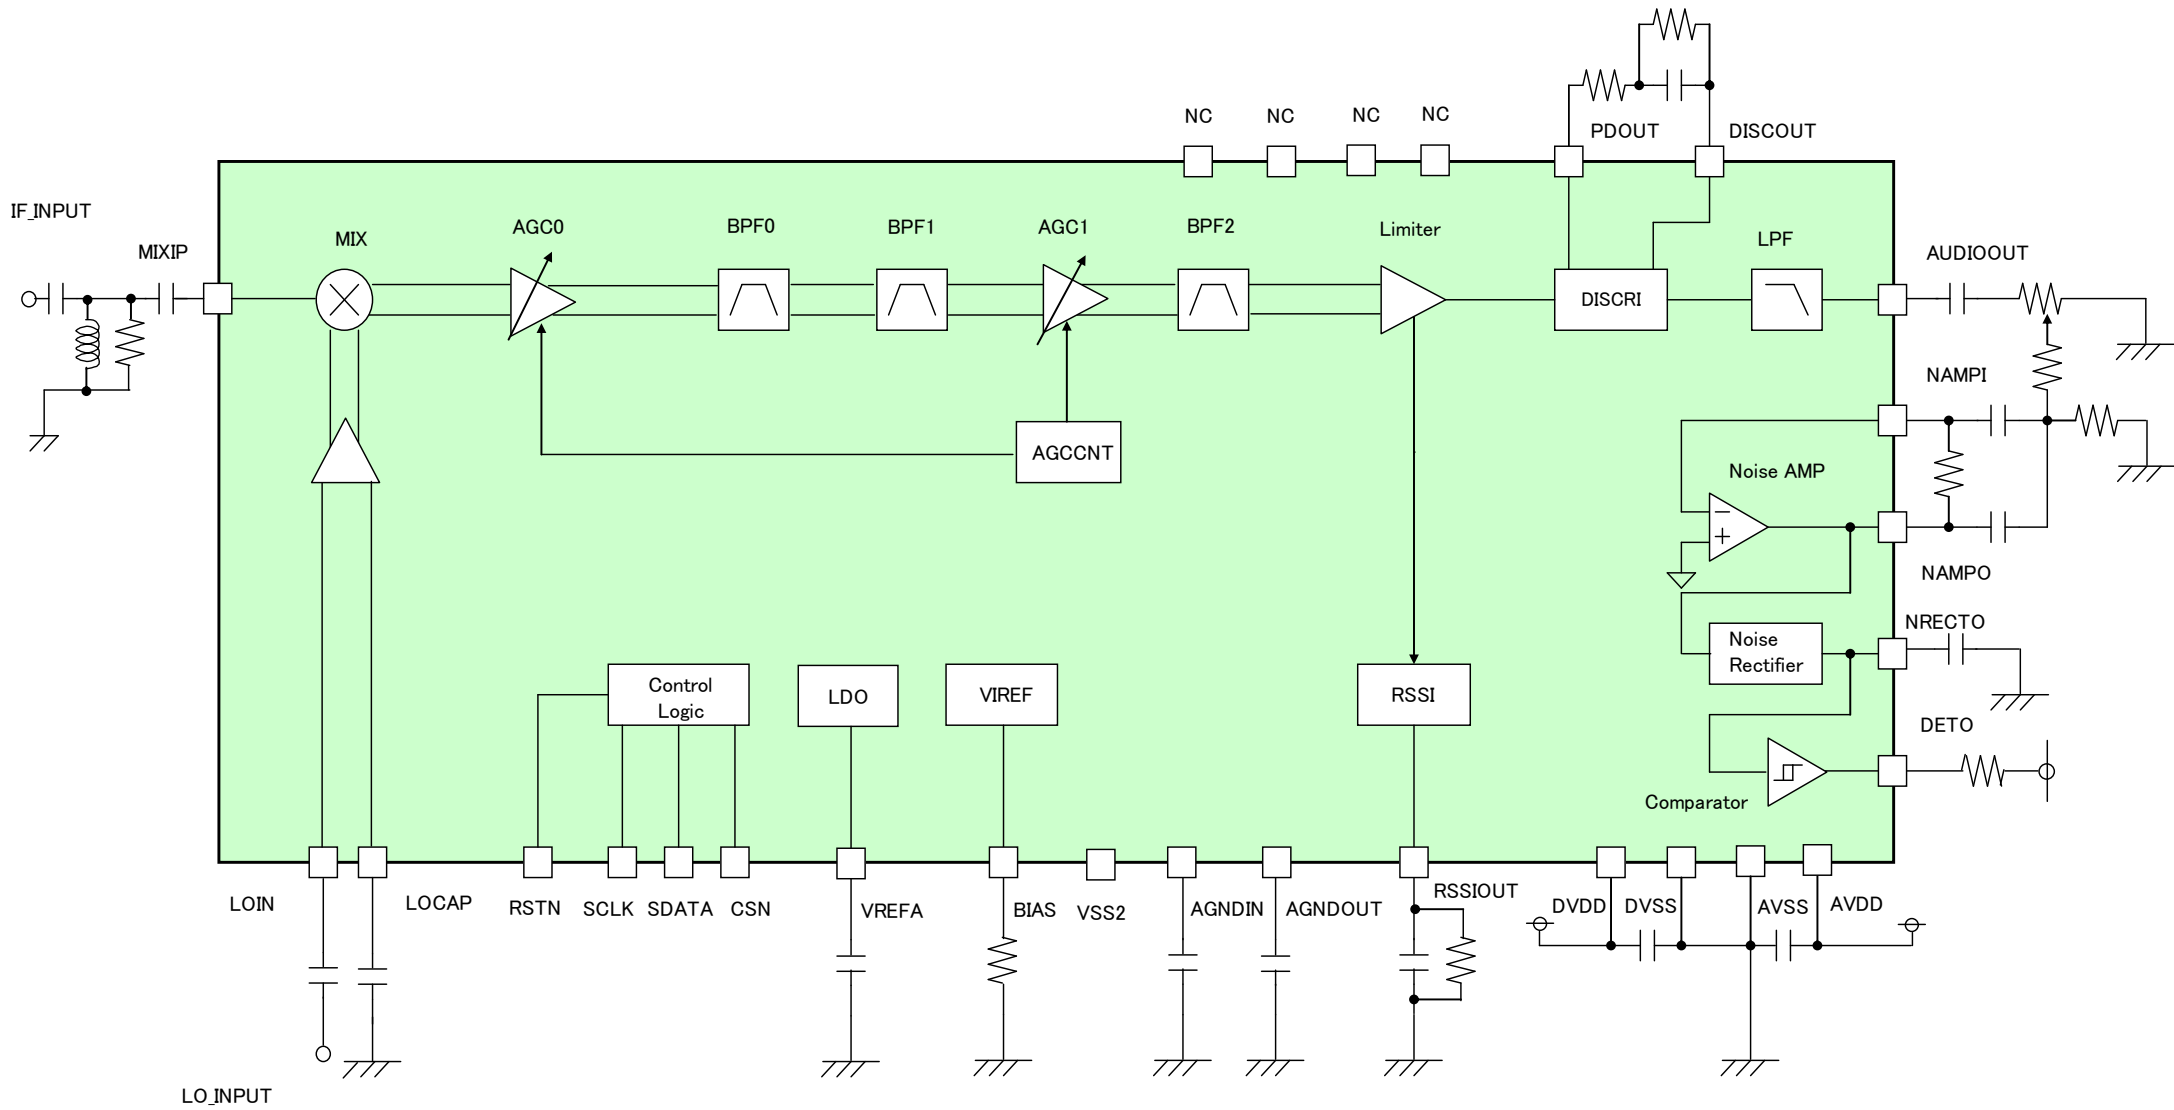 NC
NC
NC
NC
PDOUT
DISCOUT
IF_INPUT
MIXIP
MIX
AGC0
BPF0
BPF1
AGC1
BPF2
Limiter
LPF
AUDIOOUT
DISCRI
NAMPI
AGCCNT
Noise AMP
−
+
NAMPO
NRECTO
Noise
Rectifier
Control
Logic
LDO
VIREF
RSSI
DETO
Comparator
LOIN
LOCAP
RSTN
SCLK
SDATA
CSN
VREFA
BIAS
VSS2
AGNDIN
AGNDOUT
RSSIOUT
DVDD
DVSS
AVSS
AVDD
LO_INPUT